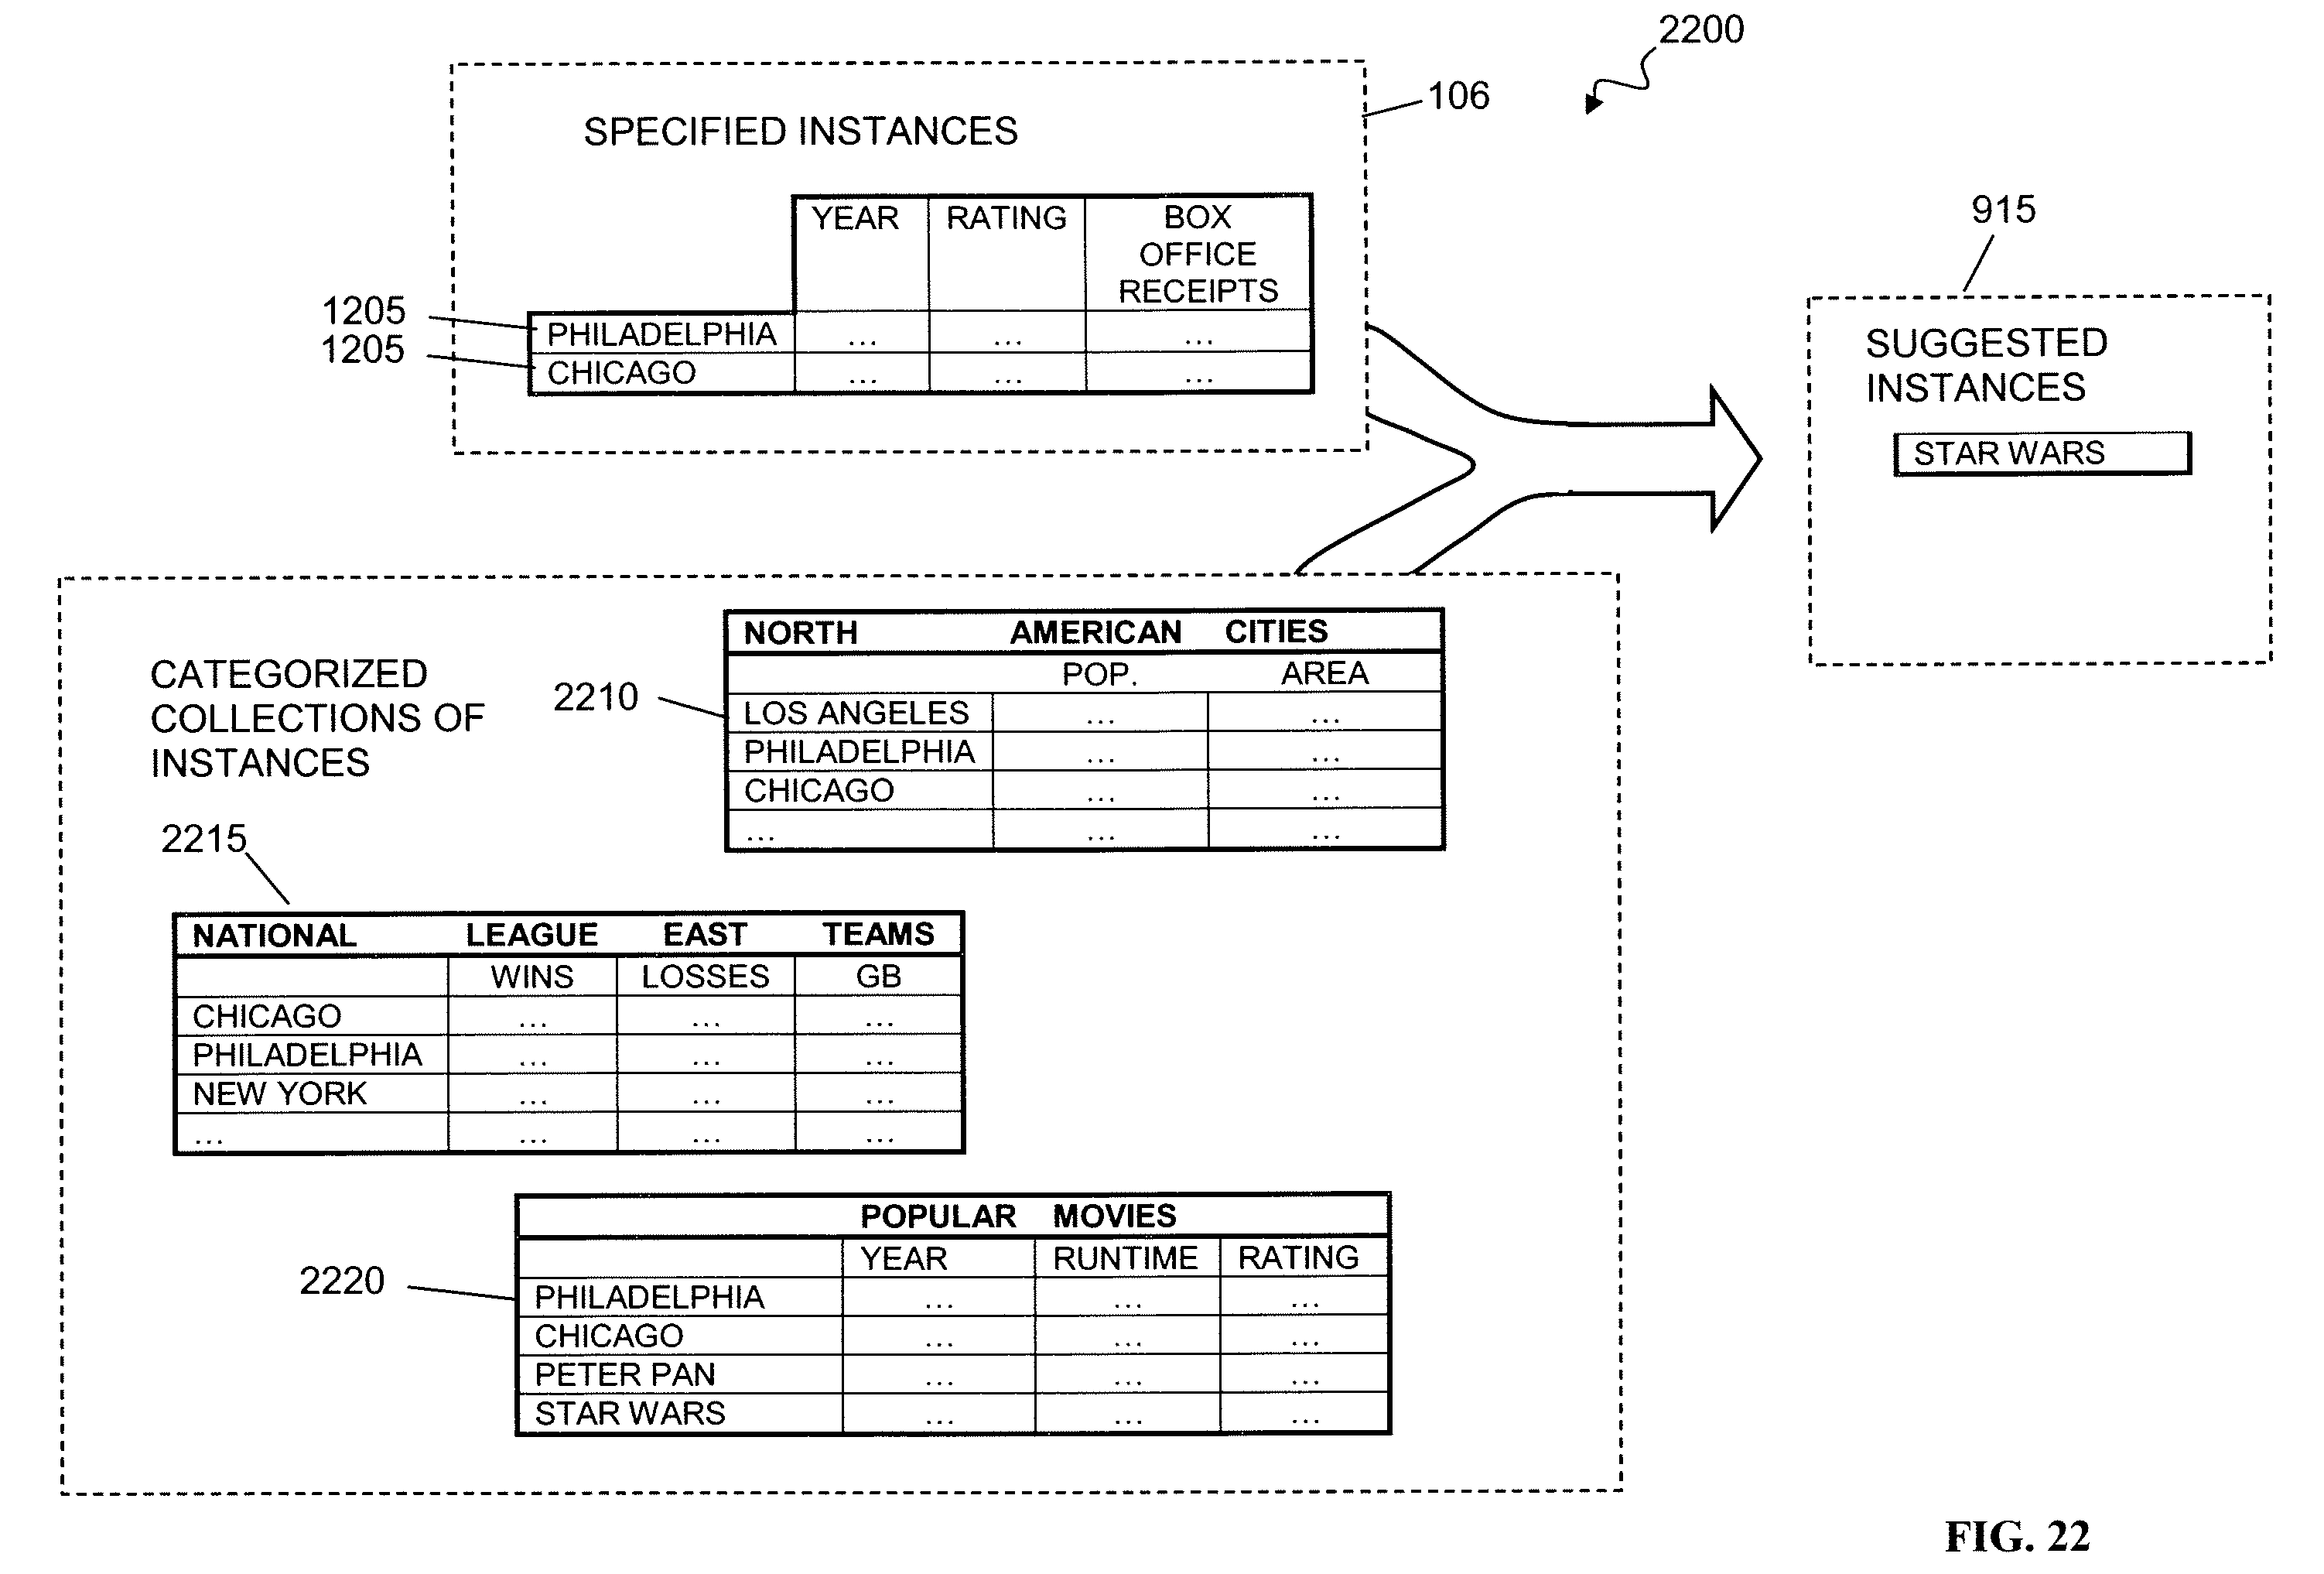 2200
106
SPECIFIED INSTANCES
YEAR RATING BOX
OFFICE
RECEIPTS
1205 PHILADELPHIA ... ... ...
1205 CHICAGO ... ... ...
915
SUGGESTED
INSTANCES
STAR WARS
CATEGORIZED
COLLECTIONS OF
INSTANCES
NORTH AMERICAN CITIES
POP. AREA
2210 LOS ANGELES ... ...
PHILADELPHIA ... ...
CHICAGO ... ...
... ... ...
2215
NATIONAL LEAGUE EAST TEAMS
WINS LOSSES GB
CHICAGO ... ... ...
PHILADELPHIA ... ... ...
NEW YORK ... ... ...
... ... ... ...
POPULAR MOVIES
YEAR RUNTIME RATING
2220 PHILADELPHIA ... ... ...
CHICAGO ... ... ...
PETER PAN ... ... ...
STAR WARS ... ... ...
FIG. 22